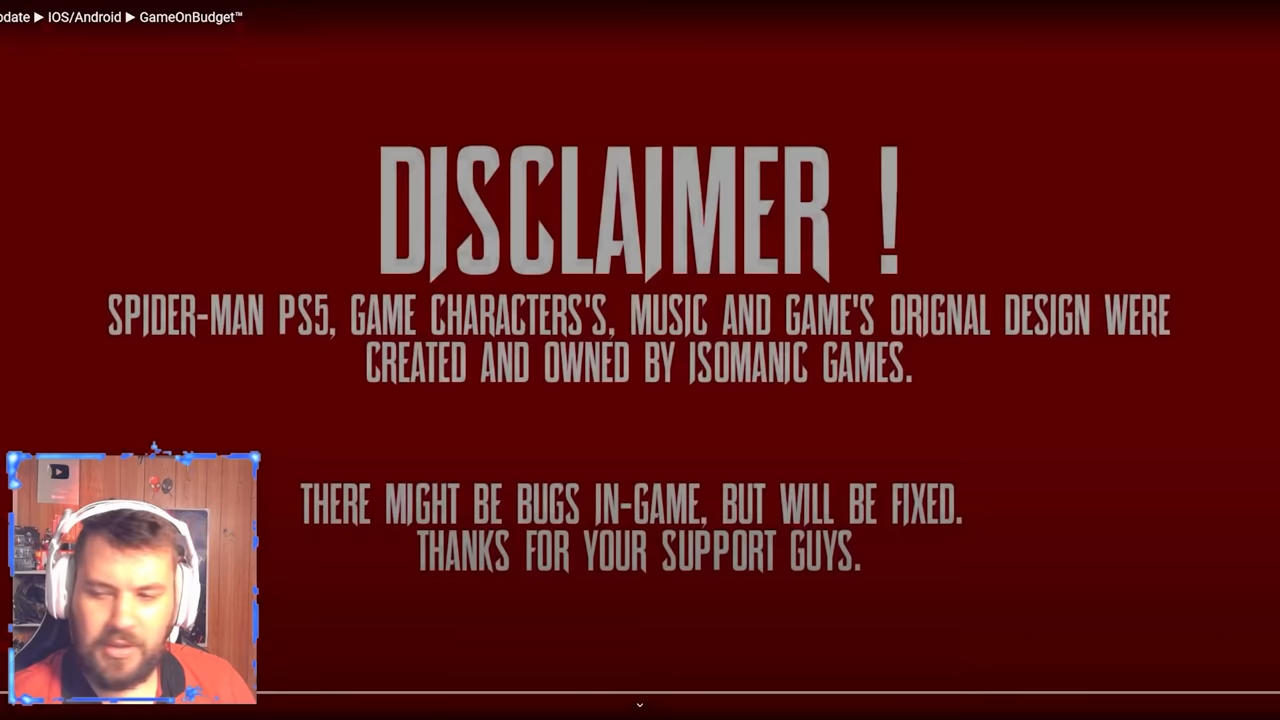 pdate ▶ IOS/Android ▶ GameOnBudget™
DISCLAIMER !
SPIDER-MAN PS5, GAME CHARACTERS'S, MUSIC AND GAME'S ORIGNAL DESIGN WERE
CREATED AND OWNED BY ISOMANIC GAMES.
THERE MIGHT BE BUGS IN-GAME, BUT WILL BE FIXED.
THANKS FOR YOUR SUPPORT GUYS.